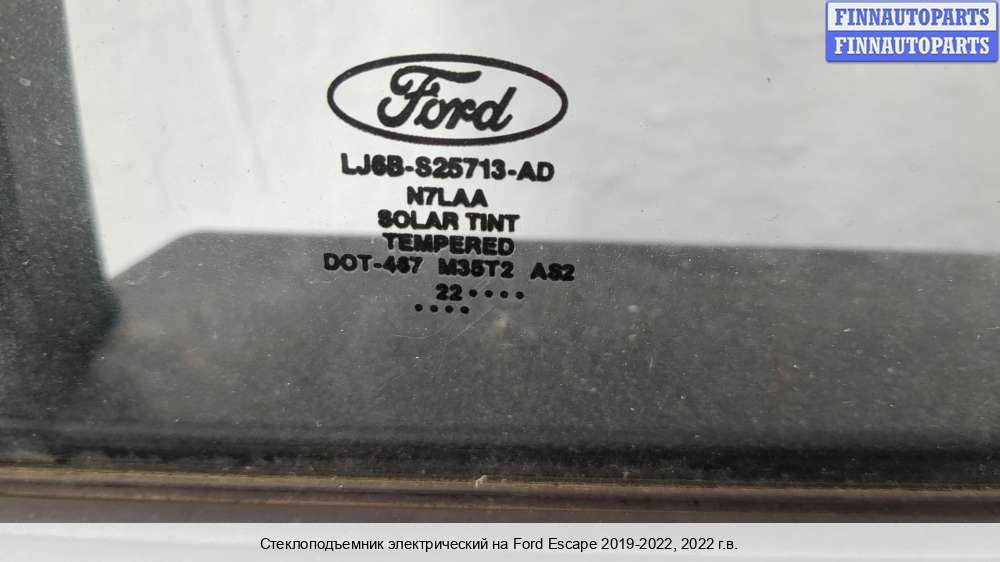 FINNAUTOPARTS
FINNAUTOPARTS
Ford
LJ6B-S25713-AD
N7LAA
SOLAR TINT
TEMPERED
DOT-467 M35T2 AS2
22
Стеклоподъемник электрический на Ford Escape 2019-2022, 2022 г.в.